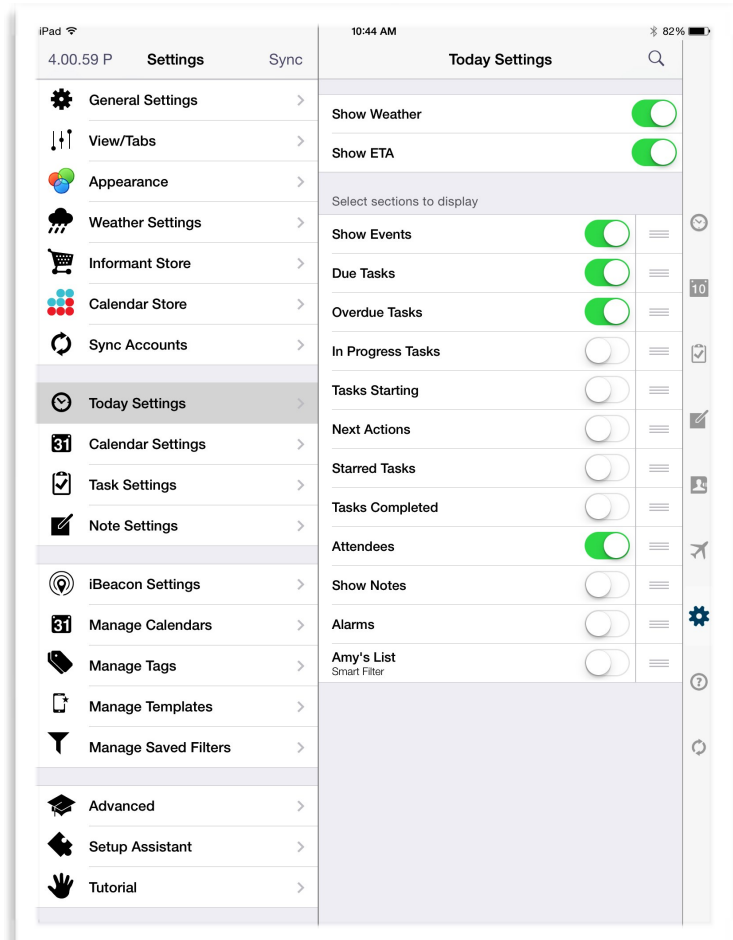 iPad 10:44 AM 82%
4.00.59 P Settings Sync
General Settings
View/Tabs
Appearance
Weather Settings
Informant Store
Calendar Store
Sync Accounts
Today Settings
31 Calendar Settings
Task Settings
Note Settings
iBeacon Settings
31 Manage Calendars
Manage Tags
Manage Templates
Manage Saved Filters
Advanced
Setup Assistant
Tutorial
Today Settings
Show Weather
Show ETA
Select sections to display
Show Events
Due Tasks
Overdue Tasks
In Progress Tasks
Tasks Starting
Next Actions
Starred Tasks
Tasks Completed
Attendees
Show Notes
Alarms
Amy's List
Smart Filter
10
?